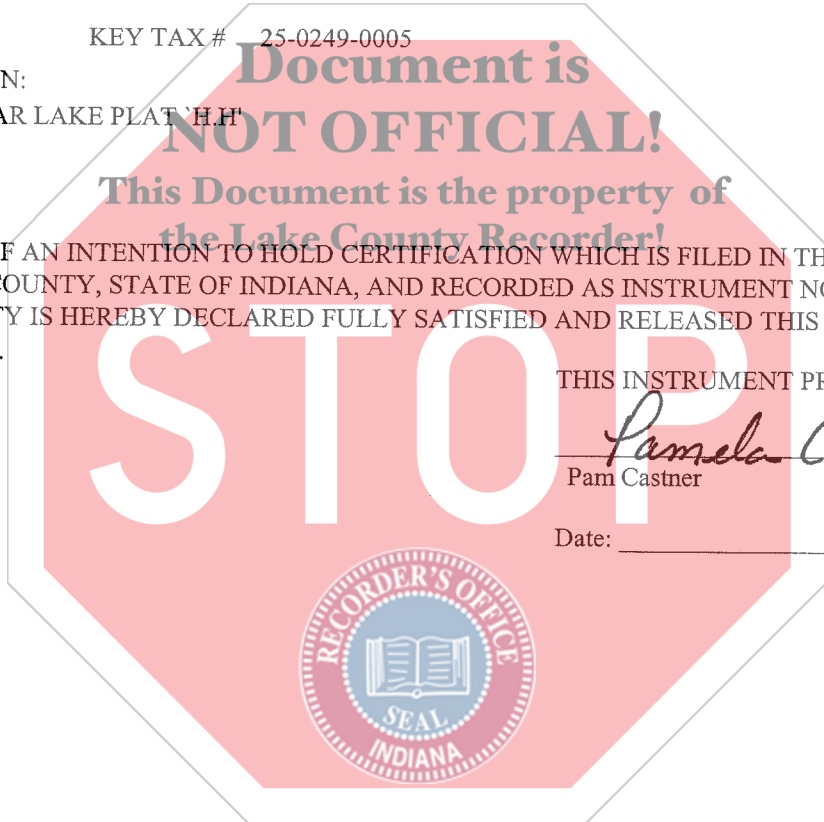 KEY TAX # 25-0249-0005
Document is
N:
AR LAKE PLAT `H.H'
NOT OFFICIAL!
This Document is the property of
the Lake County Recorder!
F AN INTENTION TO HOLD CERTIFICATION WHICH IS FILED IN TH
COUNTY, STATE OF INDIANA, AND RECORDED AS INSTRUMENT NO
TY IS HEREBY DECLARED FULLY SATISFIED AND RELEASED THIS
STOP
THIS INSTRUMENT PR
Pamela C
Pam Castner
Date:
RECORDER'S OFFICE
SEAL
INDIANA